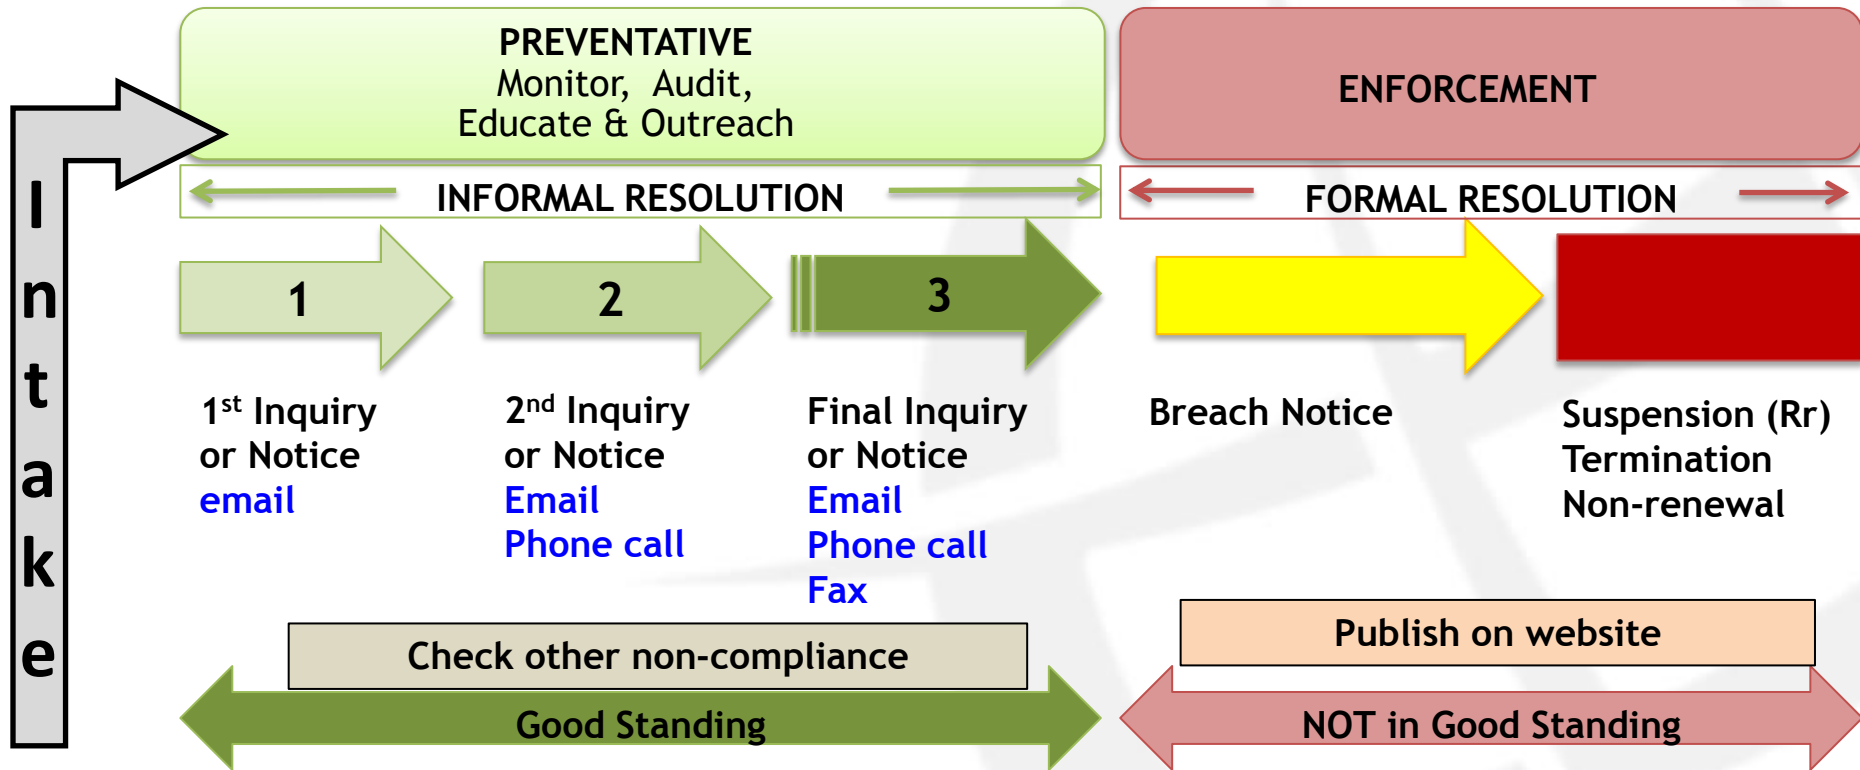 Intake
PREVENTATIVE
Monitor, Audit,
Educate & Outreach
ENFORCEMENT
INFORMAL RESOLUTION
FORMAL RESOLUTION
1
2
3
1st Inquiry
or Notice
email
2nd Inquiry
or Notice
Email
Phone call
Final Inquiry
or Notice
Email
Phone call
Fax
Breach Notice
Suspension (Rr)
Termination
Non-renewal
Check other non-compliance
Publish on website
Good Standing
NOT in Good Standing